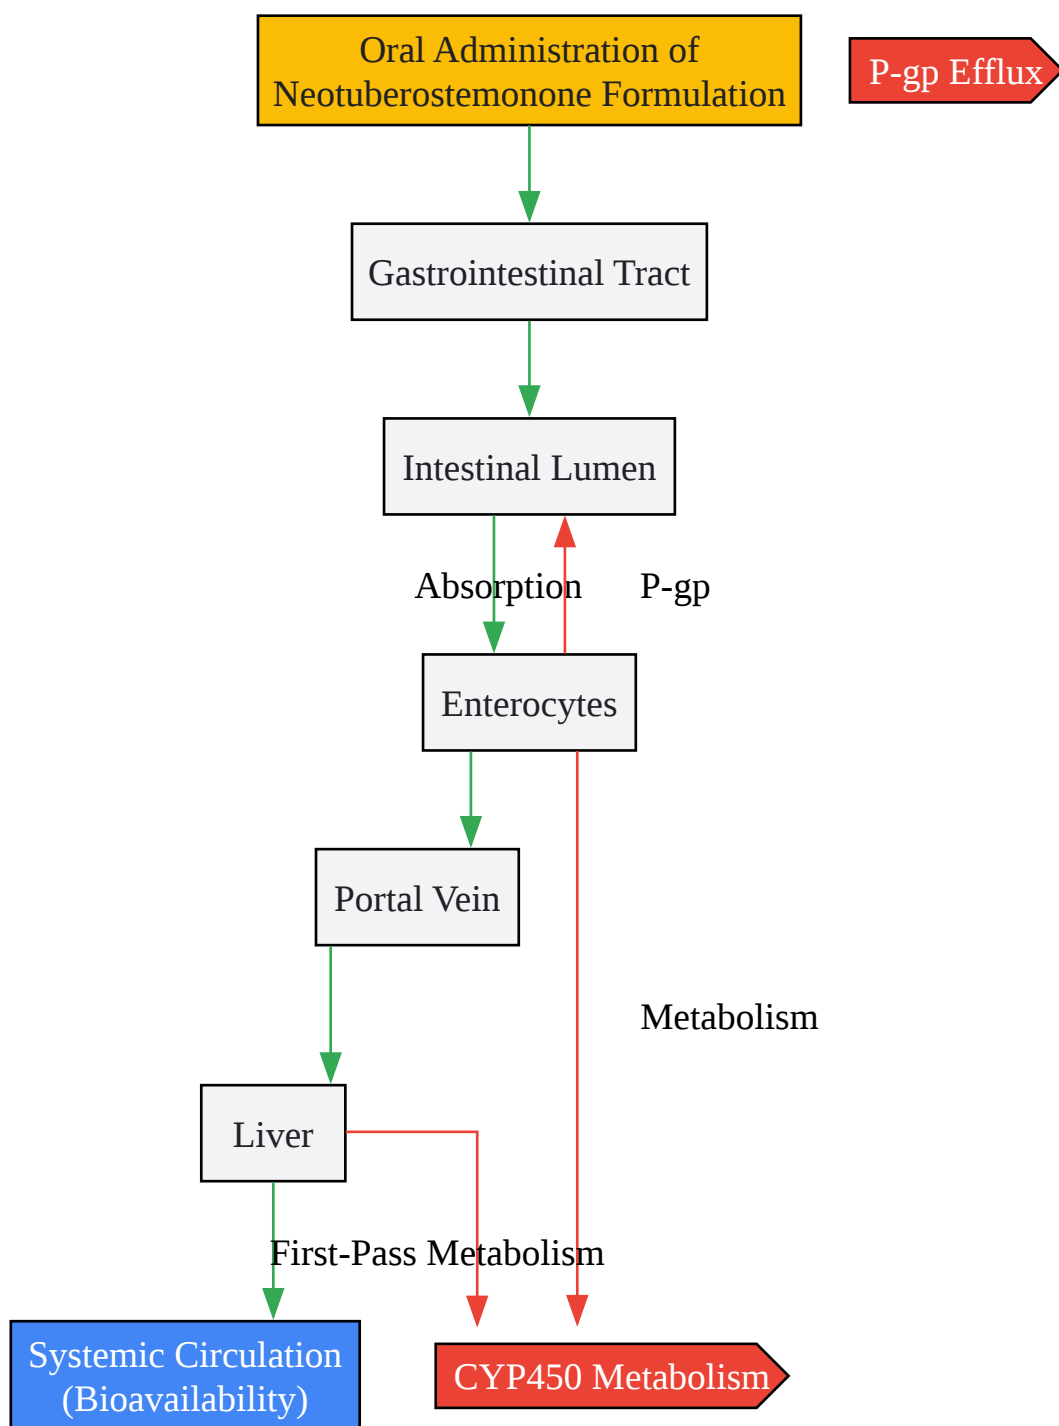 Oral Administration of
Neotuberostemonone Formulation
P-gp Efflux
Gastrointestinal Tract
Intestinal Lumen
Absorption
P-gp
Enterocytes
Portal Vein
Metabolism
Liver
First-Pass Metabolism
Systemic Circulation
(Bioavailability)
CYP450 Metabolism